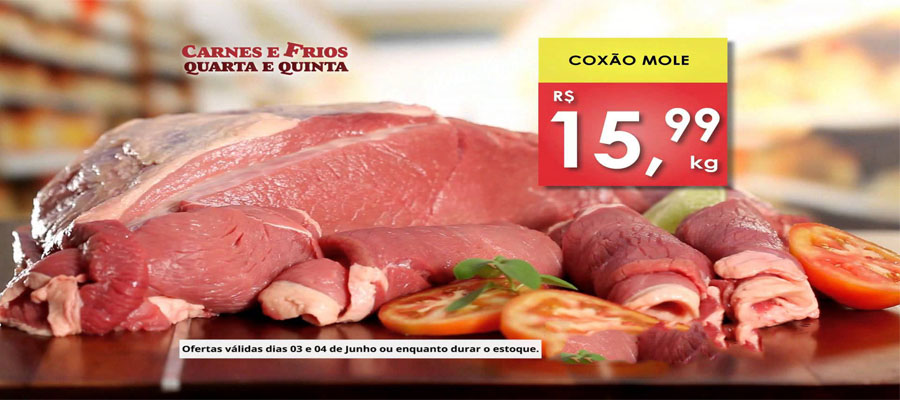 CARNES E FRIOS
QUARTA E QUINTA
COXÃO MOLE
R$
15,99
kg
Ofertas válidas dias 03 e 04 de Junho ou enquanto durar o estoque.